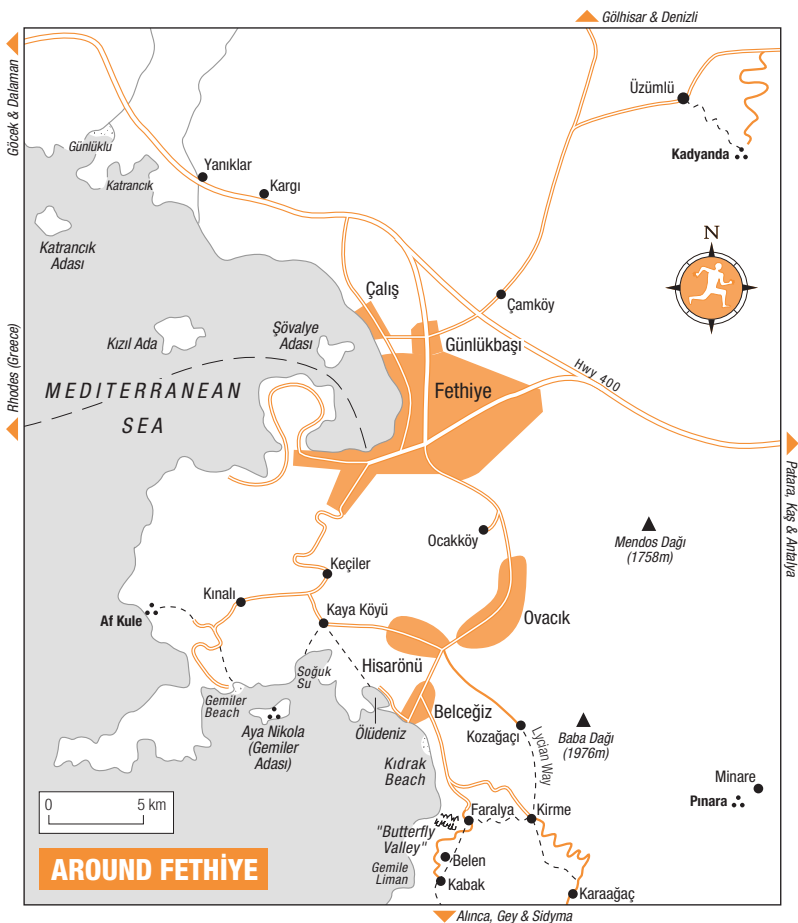 Gölhisar & Denizli
Göcek & Dalaman
Üzümlü
Günlüklu
Katrancık
Yanıklar
Kargı
Kadyanda
Katrancık
Adası
N
Çalış
Çamköy
Kızıl Ada
Şövalye
Adası
Günlükbaşı
Rhodes (Greece)
Hwy 400
MEDITERRANEAN
SEA
Fethiye
Patara, Kaş & Antalya
Ocakköy
Mendos Dağı
(1758m)
Keçiler
Kınalı
Af Kule
Kaya Köyü
Ovacık
Hisarönü
Soğuk
Su
Gemiler
Beach
Belceğiz
Aya Nikola
(Gemiler
Adası)
Ölüdeniz
Kozağaçı
Lycian Way
Baba Dağı
(1976m)
Kıdrak
Beach
Minare
Pınara
0 5 km
Faralya
Kirme
"Butterfly
Valley"
Belen
Gemile
Liman
Kabak
Karaağaç
AROUND FETHİYE
Alınca, Gey & Sidyma